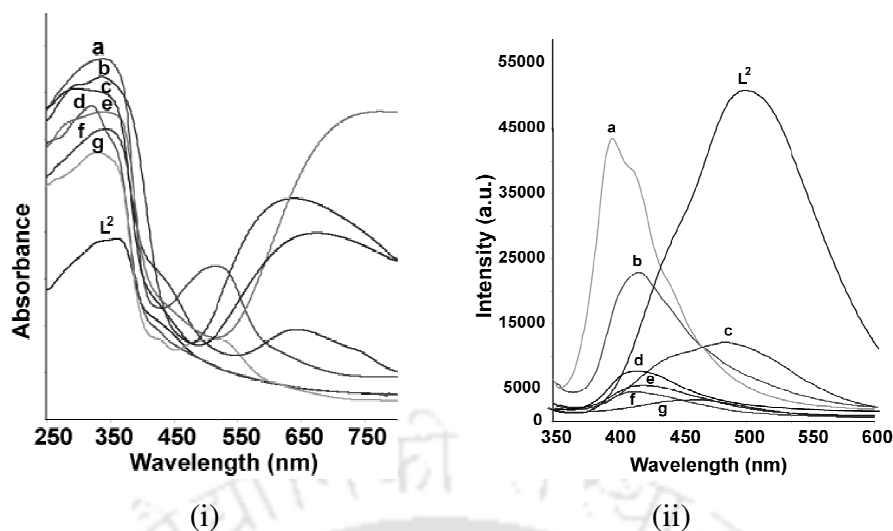 a
b
c
d
e
f
g
L²
Absorbance
250 350 450 550 650 750
Wavelength (nm)
(i)
55000
45000
35000
25000
15000
5000
0
L²
a
b
c
d
e
f
g
Intensity (a.u.)
350 400 450 500 550 600
Wavelength (nm)
(ii)